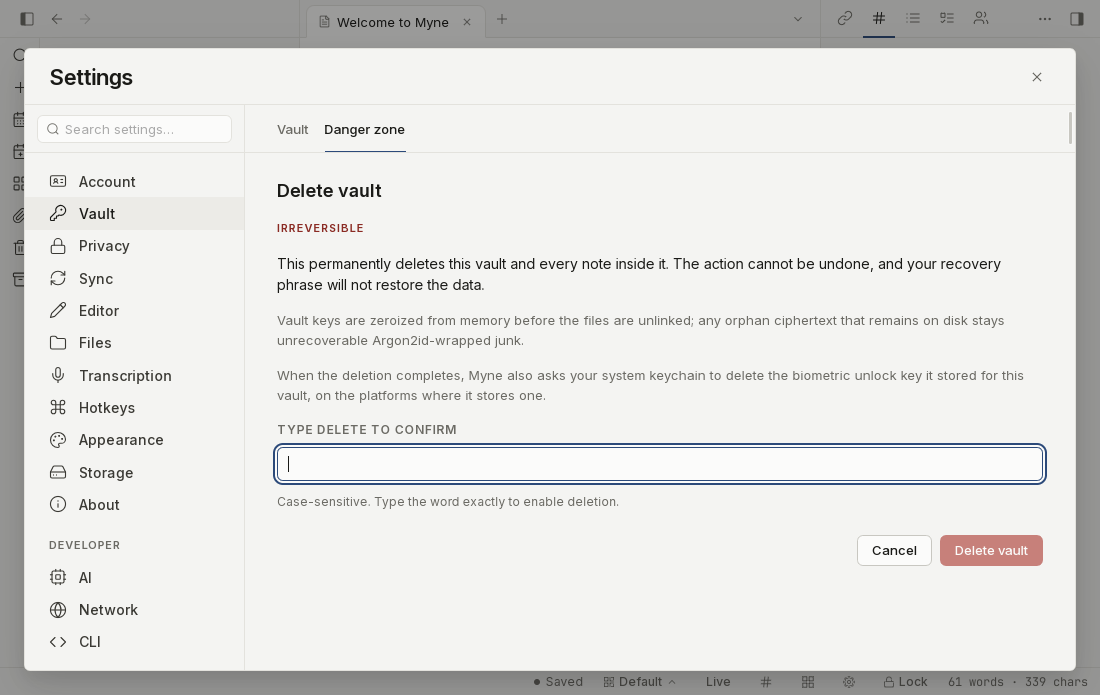 Welcome to Myne
Settings
Search settings...
Vault
Danger zone
Account
Vault
Privacy
Sync
Editor
Files
Transcription
Hotkeys
Appearance
Storage
About
DEVELOPER
AI
Network
CLI
Delete vault
IRREVERSIBLE
This permanently deletes this vault and every note inside it. The action cannot be undone, and your recovery
phrase will not restore the data.
Vault keys are zeroized from memory before the files are unlinked; any orphan ciphertext that remains on disk stays
unrecoverable Argon2id-wrapped junk.
When the deletion completes, Myne also asks your system keychain to delete the biometric unlock key it stored for this
vault, on the platforms where it stores one.
TYPE DELETE TO CONFIRM
Case-sensitive. Type the word exactly to enable deletion.
Cancel
Delete vault
Saved
Default
Live
Lock
61 words · 339 chars